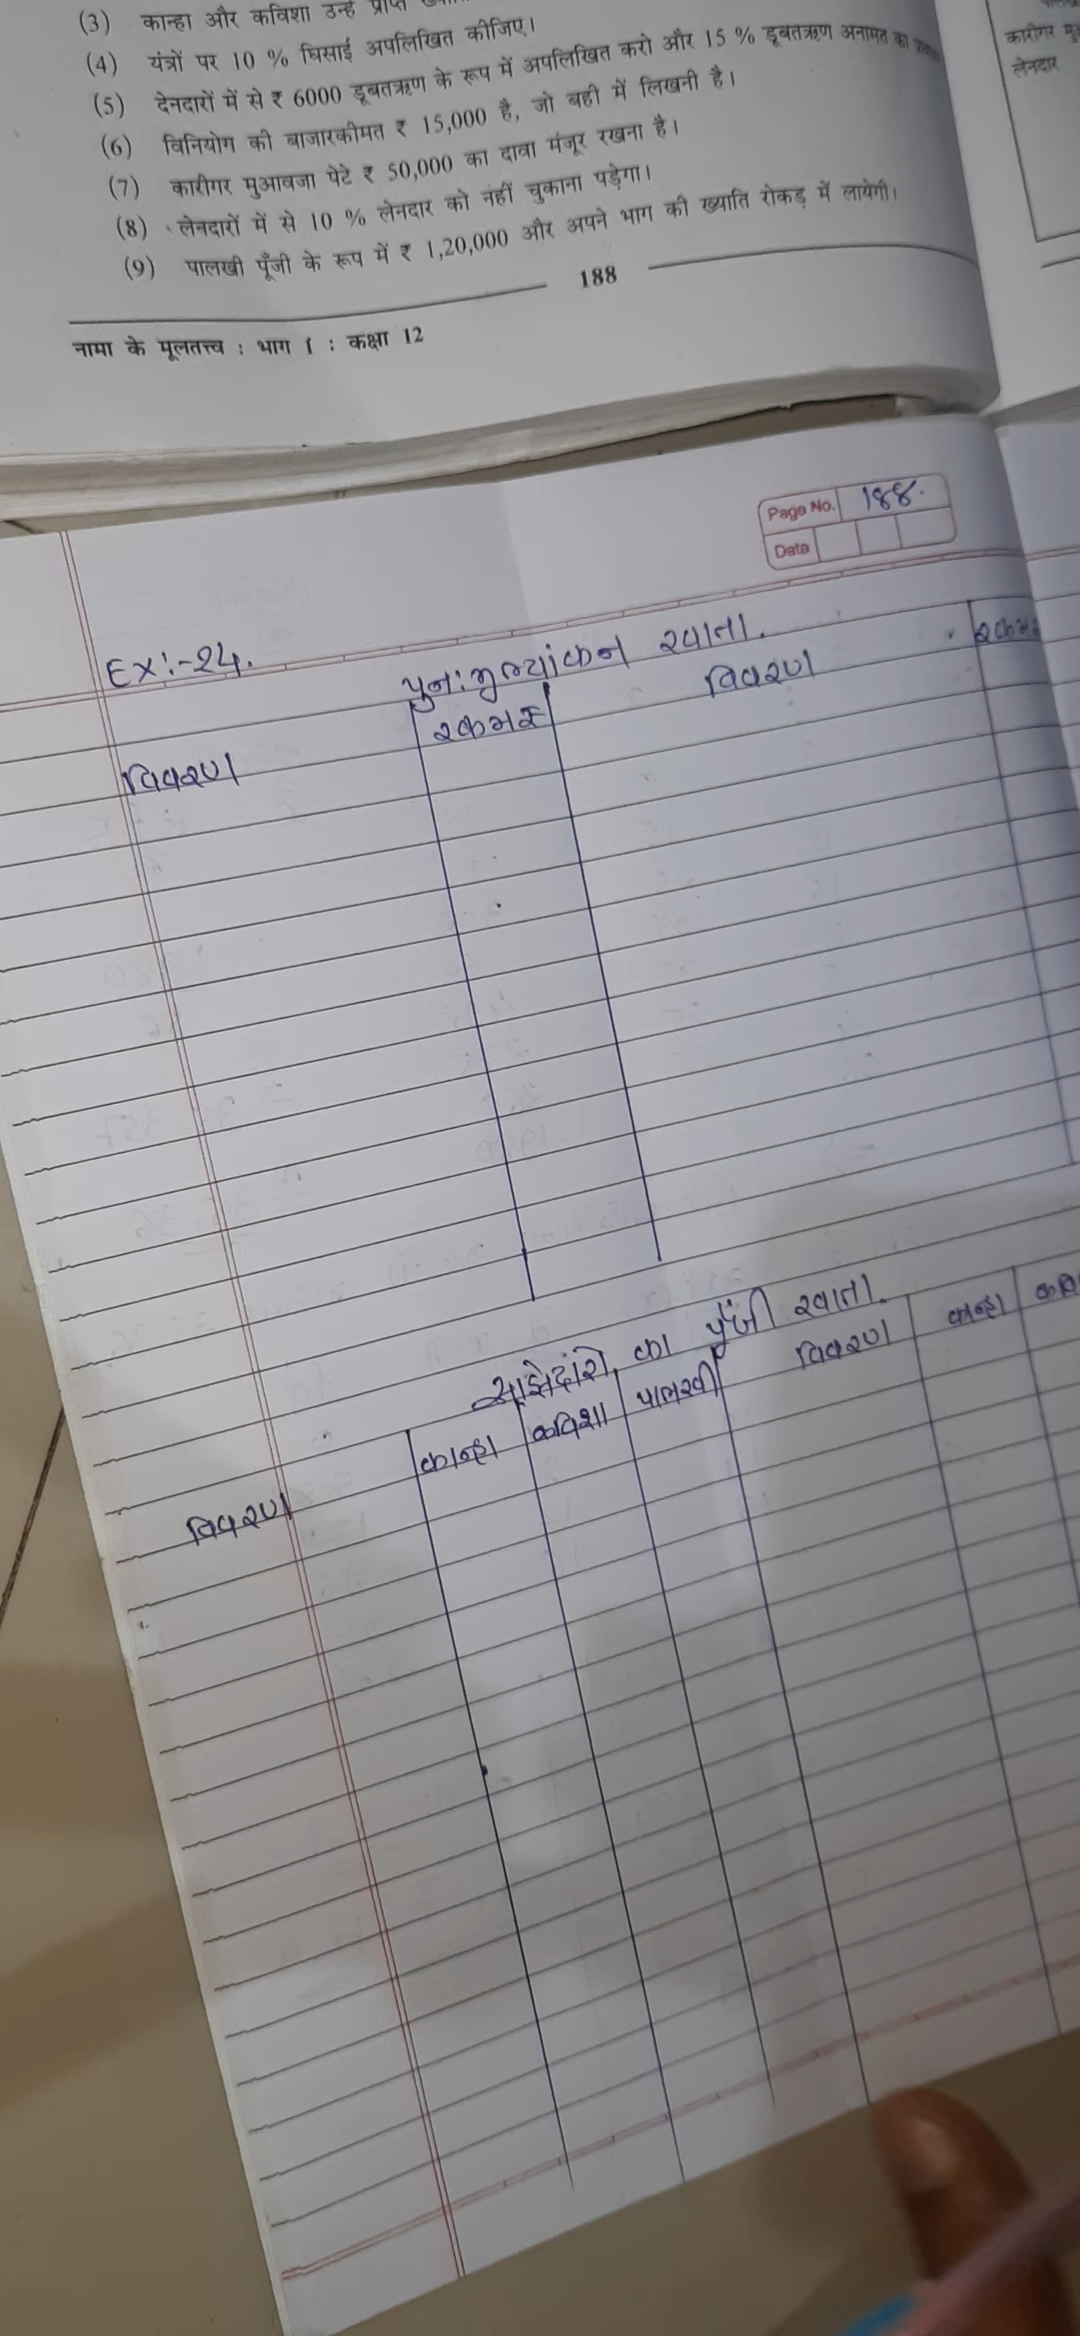 (3) कान्हा और कविशा उन्हें प्राप्त
(4) यंत्रों पर 10 % घिसाई अपलिखित कीजिए।
(5) देनदारों में से ₹ 6000 डूबतऋण के रूप में अपलिखित करो और 15 % डूबतऋण अनामत का
(6) विनियोग की बाजारकीमत ₹ 15,000 है, जो बही में लिखनी है।
(7) कारीगर मुआवजा पेटे ₹ 50,000 का दावा मंजूर रखना है।
(8) लेनदारों में से 10 % लेनदार को नहीं चुकाना पड़ेगा।
(9) पालखी पूँजी के रूप में ₹ 1,20,000 और अपने भाग की ख्याति रोकड़ में लायेगी।
188
नामा के मूलतत्त्व : भाग 1 : कक्षा 12
कारीगर
लेनदार
Page No. 188.
Date
Ex:-24.
पुनःमूल्यांकन खाता.
विवरण रकम ₹ विवरण रकम
साझेदारो का पूँजी खाता.
विवरण कान्हा कविशा पालखी विवरण कान्हा